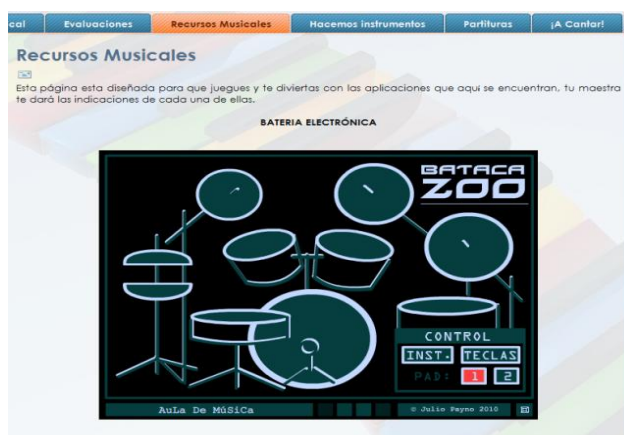 cal Evaluaciones Recursos Musicales Hacemos instrumentos Partituras ¡A Cantar!
Recursos Musicales
Esta página esta diseñada para que juegues y te diviertas con las aplicaciones que aqui se encuentran, tu maestra
te dará las indicaciones de cada una de ellas.
BATERIA ELECTRÓNICA
BATACA
ZOO
CONTROL
INST. TECLAS
PAD: 1 2
AuLa De MúSiCa © Julio Payno 2010